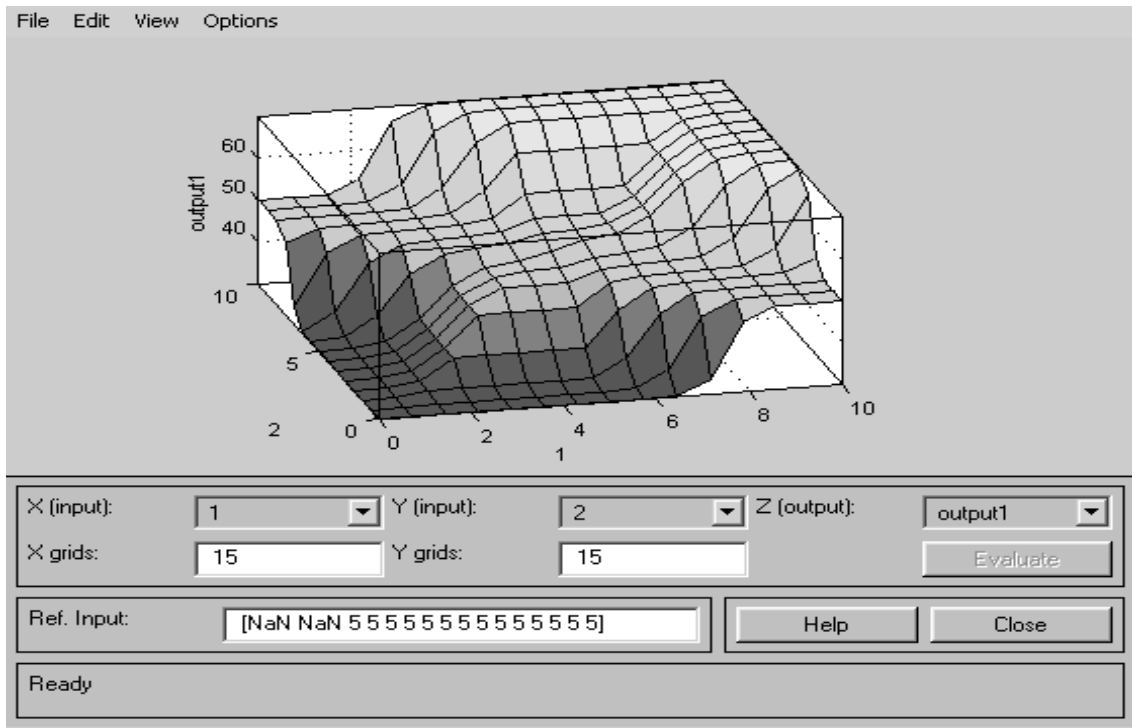 File Edit View Options
output1
60
50
40
10
5
0
2
0
2
4
6
8
10
1
X (input): 1 Y (input): 2 Z (output): output1
X grids: 15 Y grids: 15 Evaluate
Ref. Input: [NaN NaN 5 5 5 5 5 5 5 5 5 5 5 5 5 5] Help Close
Ready